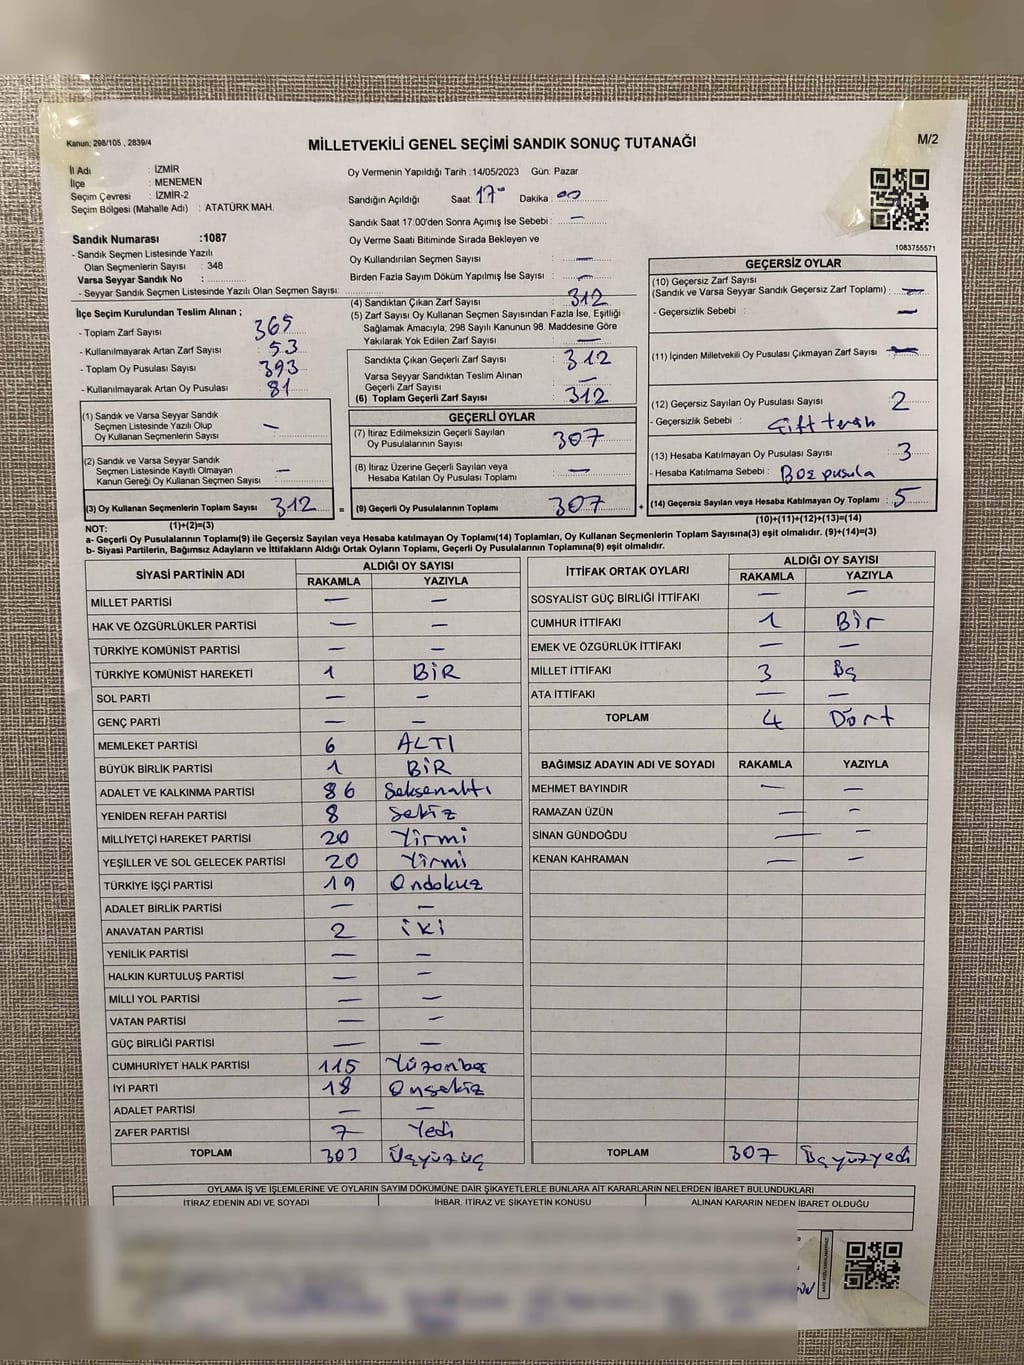 Kanun: 298/105 , 2839/4
MİLLETVEKİLİ GENEL SEÇİMİ SANDIK SONUÇ TUTANAĞI
M/2
İl Adı : İZMİR
İlçe : MENEMEN
Seçim Çevresi : İZMİR-2
Seçim Bölgesi (Mahalle Adı) : ATATÜRK MAH.
Oy Vermenin Yapıldığı Tarih :14/05/2023 Gün: Pazar
Sandığın Açıldığı Saat: 17⁰⁰ Dakika: 00
Sandık Saat 17.00'den Sonra Açımış İse Sebebi : —
Oy Verme Saati Bitiminde Sırada Bekleyen ve
Oy Kullandırılan Seçmen Sayısı : —
Birden Fazla Sayım Döküm Yapılmış İse Sayısı : —
1083755571
Sandık Numarası :1087
- Sandık Seçmen Listesinde Yazılı
Olan Seçmenlerin Sayısı : 348
Varsa Seyyar Sandık No :
- Seyyar Sandık Seçmen Listesinde Yazılı Olan Seçmen Sayısı:
İlçe Seçim Kurulundan Teslim Alınan ;
- Toplam Zarf Sayısı : 365
- Kullanılmayarak Artan Zarf Sayısı : 53
- Toplam Oy Pusulası Sayısı : 393
- Kullanılmayarak Artan Oy Pusulası : 81
(1) Sandık ve Varsa Seyyar Sandık
Seçmen Listesinde Yazılı Olup
Oy Kullanan Seçmenlerin Sayısı : —
(2) Sandık ve Varsa Seyyar Sandık
Seçmen Listesinde Kayıtlı Olmayan
Kanun Gereği Oy Kullanan Seçmen Sayısı : —
(3) Oy Kullanan Seçmenlerin Toplam Sayısı : 312
(4) Sandıktan Çıkan Zarf Sayısı : 312
(5) Zarf Sayısı Oy Kullanan Seçmen Sayısından Fazla İse, Eşitliği
Sağlamak Amacıyla; 298 Sayılı Kanunun 98. Maddesine Göre
Yakılarak Yok Edilen Zarf Sayısı : —
Sandıkta Çıkan Geçerli Zarf Sayısı : 312
Varsa Seyyar Sandıktan Teslim Alınan
Geçerli Zarf Sayısı : —
(6) Toplam Geçerli Zarf Sayısı : 312
GEÇERLİ OYLAR
(7) İtiraz Edilmeksizin Geçerli Sayılan
Oy Pusulalarının Sayısı : 307
(8) İtiraz Üzerine Geçerli Sayılan veya
Hesaba Katılan Oy Pusulası Toplamı : —
= (9) Geçerli Oy Pusulalarının Toplamı : 307 +
GEÇERSİZ OYLAR
(10) Geçersiz Zarf Sayısı
(Sandık ve Varsa Seyyar Sandık Geçersiz Zarf Toplamı) : —
- Geçersizlik Sebebi : —
(11) İçinden Milletvekili Oy Pusulası Çıkmayan Zarf Sayısı : —
(12) Geçersiz Sayılan Oy Pusulası Sayısı : 2
- Geçersizlik Sebebi : Çift
(13) Hesaba Katılmayan Oy Pusulası Sayısı : 3
- Hesaba Katılmama Sebebi : Boş pusula
(14) Geçersiz Sayılan veya Hesaba Katılmayan Oy Toplamı : 5
NOT: (1)+(2)=(3) (10)+(11)+(12)+(13)=(14)
a- Geçerli Oy Pusulalarının Toplamı(9) ile Geçersiz Sayılan veya Hesaba katılmayan Oy Toplamı(14) Toplamları, Oy Kullanan Seçmenlerin Toplam Sayısına(3) eşit olmalıdır. (9)+(14)=(3)
b- Siyasi Partilerin, Bağımsız Adayların ve İttifakların Aldığı Ortak Oyların Toplamı, Geçerli Oy Pusulalarının Toplamına(9) eşit olmalıdır.
SİYASİ PARTİNİN ADI ALDIĞI OY SAYISI
RAKAMLA YAZIYLA
MİLLET PARTİSİ — —
HAK VE ÖZGÜRLÜKLER PARTİSİ — —
TÜRKİYE KOMÜNİST PARTİSİ — —
TÜRKİYE KOMÜNİST HAREKETİ 1 BİR
SOL PARTİ — —
GENÇ PARTİ — —
MEMLEKET PARTİSİ 6 ALTI
BÜYÜK BİRLİK PARTİSİ 1 BİR
ADALET VE KALKINMA PARTİSİ 86 Seksenaltı
YENİDEN REFAH PARTİSİ 8 Sekiz
MİLLİYETÇİ HAREKET PARTİSİ 20 Yirmi
YEŞİLLER VE SOL GELECEK PARTİSİ 20 Yirmi
TÜRKİYE İŞÇİ PARTİSİ 19 Ondokuz
ADALET BİRLİK PARTİSİ — —
ANAVATAN PARTİSİ 2 iki
YENİLİK PARTİSİ — —
HALKIN KURTULUŞ PARTİSİ — —
MİLLİ YOL PARTİSİ — —
VATAN PARTİSİ — —
GÜÇ BİRLİĞİ PARTİSİ — —
CUMHURİYET HALK PARTİSİ 115 Yüzonbeş
İYİ PARTİ 18 Onsekiz
ADALET PARTİSİ — —
ZAFER PARTİSİ 7 Yedi
TOPLAM 303 Üçyüzüç
İTTİFAK ORTAK OYLARI ALDIĞI OY SAYISI
RAKAMLA YAZIYLA
SOSYALİST GÜÇ BİRLİĞİ İTTİFAKI — —
CUMHUR İTTİFAKI 1 Bir
EMEK VE ÖZGÜRLÜK İTTİFAKI — —
MİLLET İTTİFAKI 3 Üç
ATA İTTİFAKI — —
TOPLAM 4 Dört
BAĞIMSIZ ADAYIN ADI VE SOYADI RAKAMLA YAZIYLA
MEHMET BAYINDIR — —
RAMAZAN ÜZÜN — —
SİNAN GÜNDOĞDU — —
KENAN KAHRAMAN — —
TOPLAM 307 Üçyüzyedi
OYLAMA İŞ VE İŞLEMLERİNE VE OYLARIN SAYIM DÖKÜMÜNE DAİR ŞİKAYETLERLE BUNLARA AİT KARARLARIN NELERDEN İBARET BULUNDUKLARI
İTİRAZ EDENİN ADI VE SOYADI İHBAR, İTİRAZ VE ŞİKAYETİN KONUSU ALINAN KARARIN NEDEN İBARET OLDUĞU